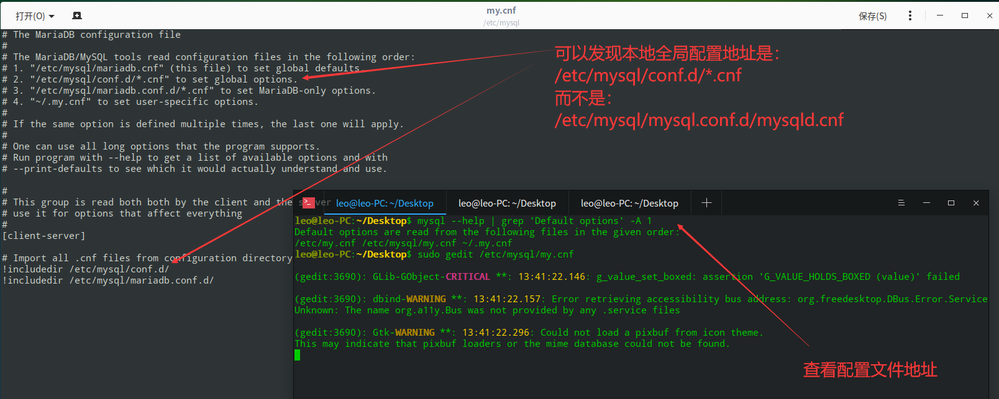 打开(O)
my.cnf
/etc/mysql
保存(S)
# The MariaDB configuration file
#
# The MariaDB/MySQL tools read configuration files in the following order:
# 1. "/etc/mysql/mariadb.cnf" (this file) to set global defaults,
# 2. "/etc/mysql/conf.d/*.cnf" to set global options.
# 3. "/etc/mysql/mariadb.conf.d/*.cnf" to set MariaDB-only options.
# 4. "~/.my.cnf" to set user-specific options.
#
# If the same option is defined multiple times, the last one will apply.
#
# One can use all long options that the program supports.
# Run program with --help to get a list of available options and with
# --print-defaults to see which it would actually understand and use.
#
# This group is read both both by the client and the server
# use it for options that affect everything
#
[client-server]
# Import all .cnf files from configuration directory
!includedir /etc/mysql/conf.d/
!includedir /etc/mysql/mariadb.conf.d/
可以发现本地全局配置地址是：
/etc/mysql/conf.d/*.cnf
而不是：
/etc/mysql/mysql.conf.d/mysqld.cnf
leo@leo-PC: ~/Desktop
leo@leo-PC: ~/Desktop
leo@leo-PC: ~/Desktop
leo@leo-PC:~/Desktop$ mysql --help | grep 'Default options' -A 1
Default options are read from the following files in the given order:
/etc/my.cnf /etc/mysql/my.cnf ~/.my.cnf
leo@leo-PC:~/Desktop$ sudo gedit /etc/mysql/my.cnf
(gedit:3690): GLib-GObject-CRITICAL **: 13:41:22.146: g_value_set_boxed: assertion 'G_VALUE_HOLDS_BOXED (value)' failed
(gedit:3690): dbind-WARNING **: 13:41:22.157: Error retrieving accessibility bus address: org.freedesktop.DBus.Error.Service
Unknown: The name org.a11y.Bus was not provided by any .service files
(gedit:3690): Gtk-WARNING **: 13:41:22.296: Could not load a pixbuf from icon theme.
This may indicate that pixbuf loaders or the mime database could not be found.
查看配置文件地址